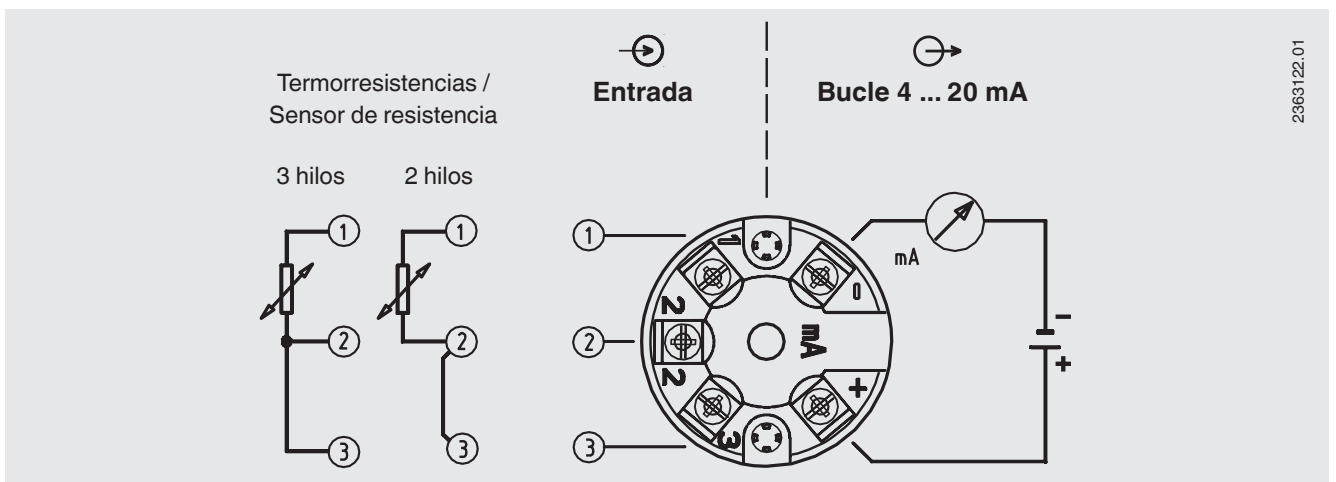 Termorresistencias /
Sensor de resistencia
3 hilos
2 hilos
Entrada
Bucle 4 ... 20 mA
2363122.01
1
2
3
1
2
3
1
2
3
1
2
2
3
mA
-
+
mA
-
+